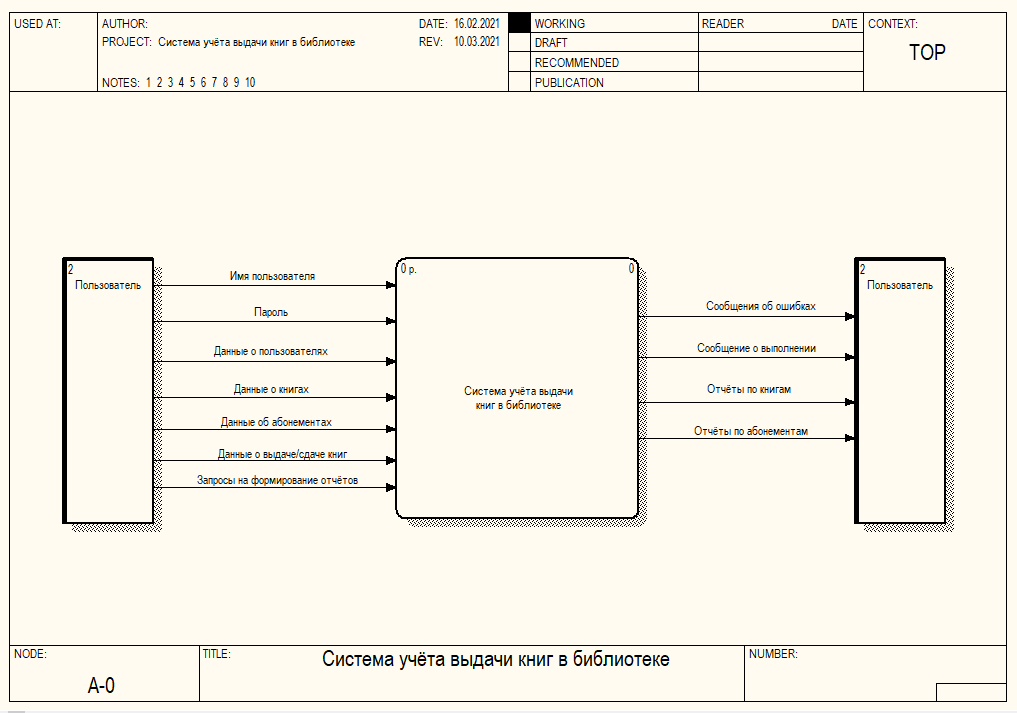 USED AT:
AUTHOR:
DATE: 16.02.2021
PROJECT: Система учёта выдачи книг в библиотеке
REV: 10.03.2021
NOTES: 1 2 3 4 5 6 7 8 9 10
WORKING
DRAFT
RECOMMENDED
PUBLICATION
READER
DATE
CONTEXT:
TOP
2
Пользователь
Имя пользователя
Пароль
Данные о пользователях
Данные о книгах
Данные об абонементах
Данные о выдаче/сдаче книг
Запросы на формирование отчётов
0 р.
0
Система учёта выдачи
книг в библиотеке
Сообщения об ошибках
Сообщение о выполнении
Отчёты по книгам
Отчёты по абонементам
2
Пользователь
NODE:
A-0
TITLE:
Система учёта выдачи книг в библиотеке
NUMBER: